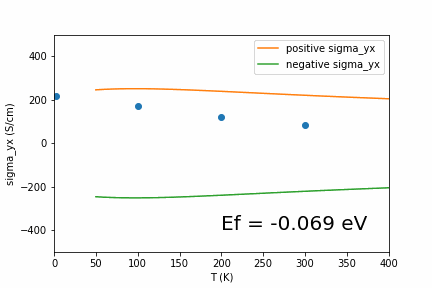 positive sigma_yx
negative sigma_yx
400
200
0
−200
−400
sigma_yx (S/cm)
Ef = -0.069 eV
0 50 100 150 200 250 300 350 400
T (K)